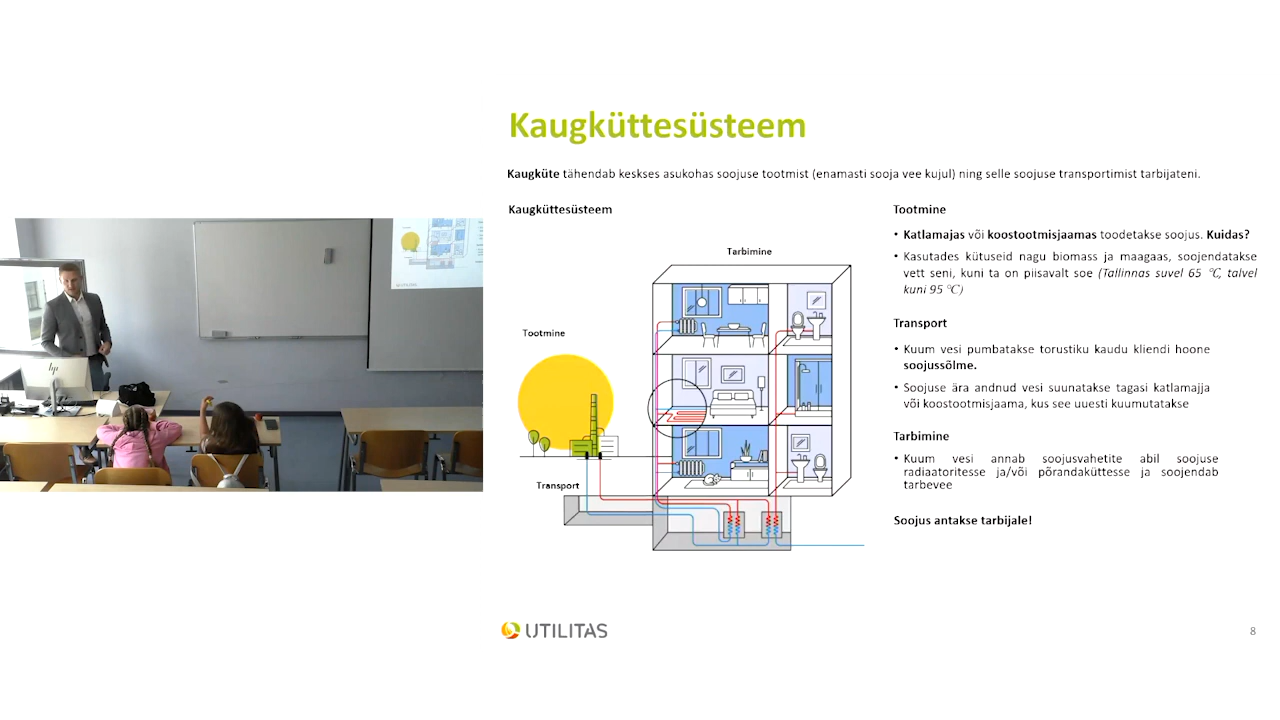 Kaugküttesüsteem
Kaugküte tähendab keskses asukohas soojuse tootmist (enamasti sooja vee kujul) ning selle soojuse transportimist tarbijateni.
Kaugküttesüsteem
Tarbimine
Tootmine
Transport
Tootmine
• Katlamajas või koostootmisjaamas toodetakse soojus. Kuidas?
• Kasutades kütuseid nagu biomass ja maagaas, soojendatakse
vett seni, kuni ta on piisavalt soe (Tallinnas suvel 65 ℃, talvel
kuni 95 ℃)
Transport
• Kuum vesi pumbatakse torustiku kaudu kliendi hoone
soojussõlme.
• Soojuse ära andnud vesi suunatakse tagasi katlamajja
või koostootmisjaama, kus see uuesti kuumutatakse
Tarbimine
• Kuum vesi annab soojusvahetite abil soojuse
radiaatoritesse ja/või põrandaküttesse ja soojendab
tarbevee
Soojus antakse tarbijale!
UTILITAS
8
hp